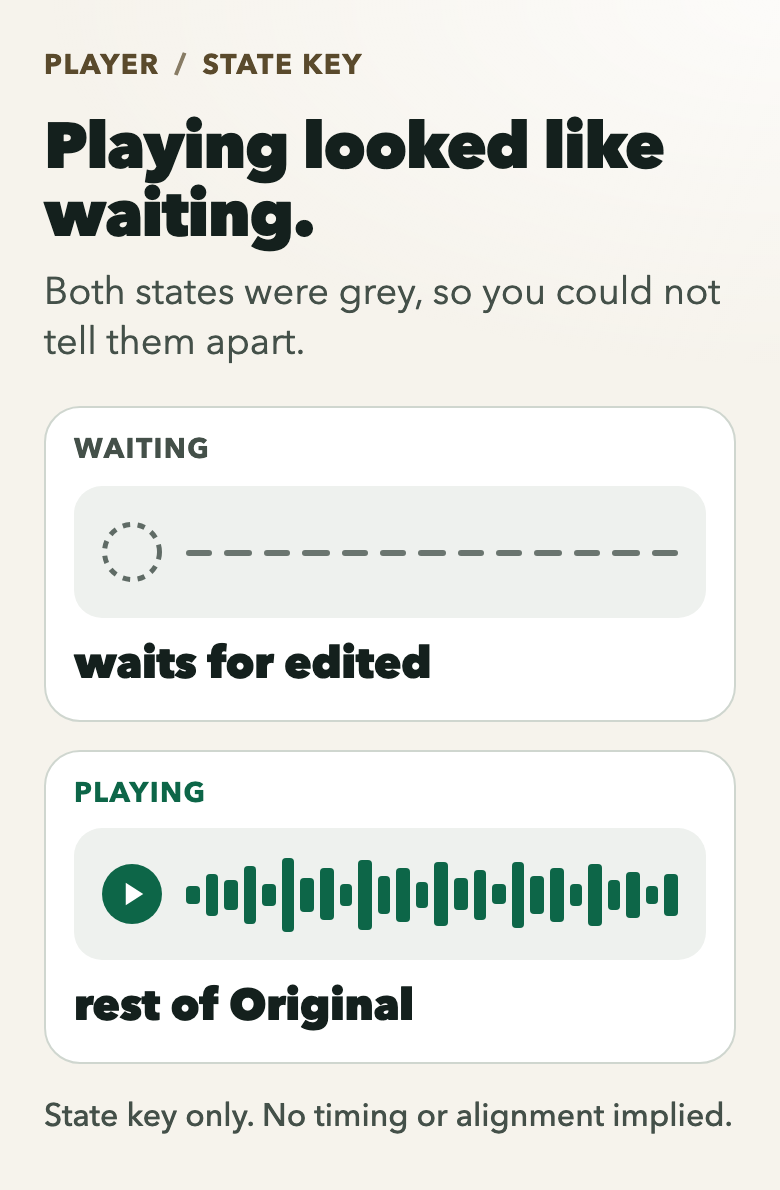 PLAYER / STATE KEY
Playing looked like
waiting.
Both states were grey, so you could not
tell them apart.
WAITING
waits for edited
PLAYING
rest of Original
State key only. No timing or alignment implied.